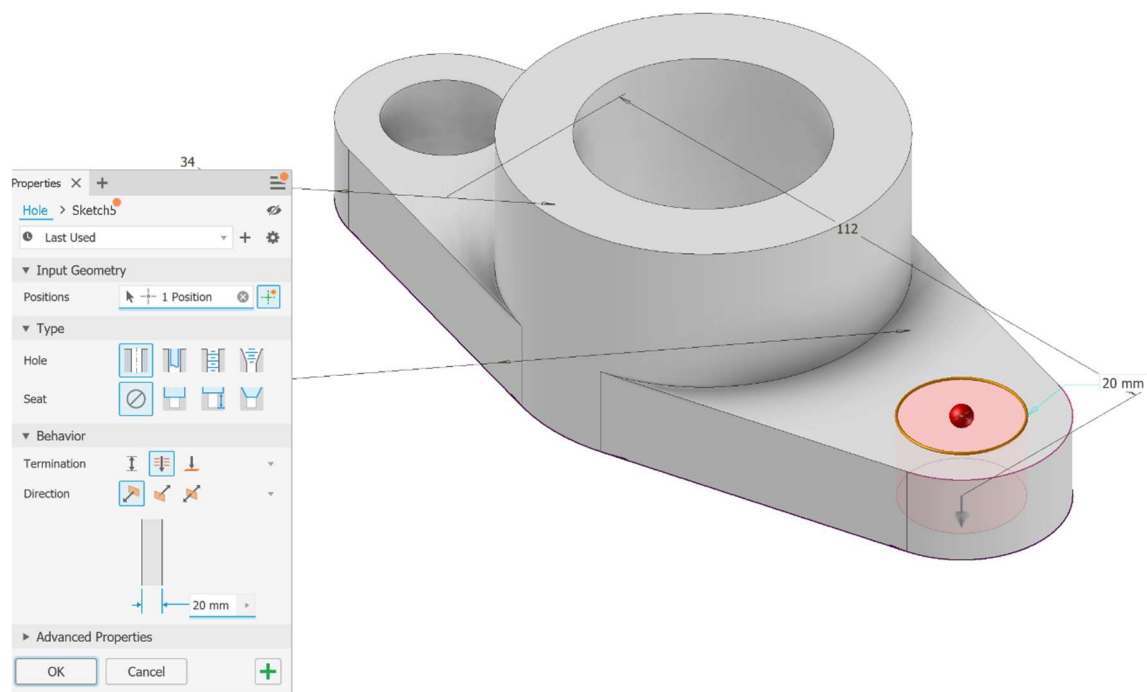 34
Properties
Hole > Sketch5
Last Used
Input Geometry
Positions 1 Position
Type
Hole
Seat
Behavior
Termination
Direction
20 mm
Advanced Properties
OK Cancel
112
20 mm